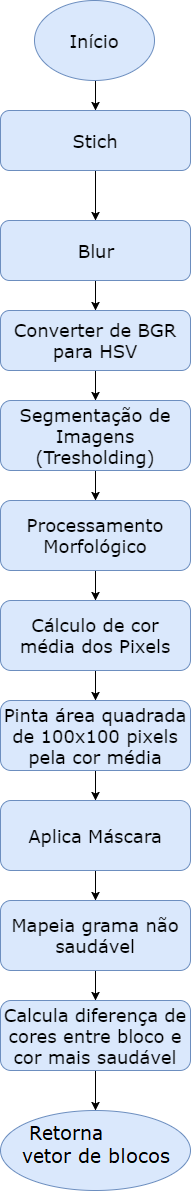 Início
Stich
Blur
Converter de BGR
para HSV
Segmentação de
Imagens
(Tresholding)
Processamento
Morfológico
Cálculo de cor
média dos Pixels
Pinta área quadrada
de 100x100 pixels
pela cor média
Aplica Máscara
Mapeia grama não
saudável
Calcula diferença de
cores entre bloco e
cor mais saudável
Retorna
vetor de blocos